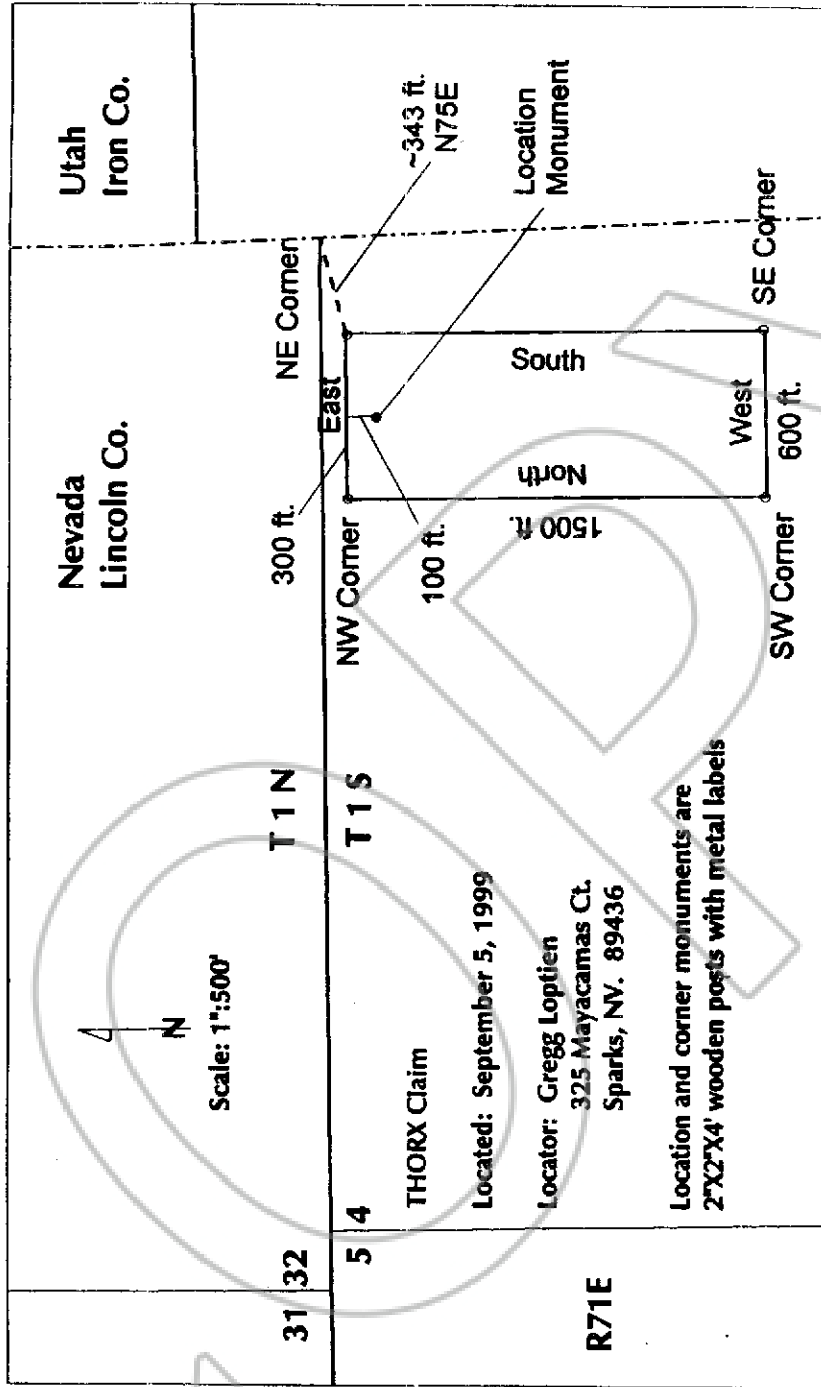 Nevada
Lincoln Co.
Utah
Iron Co.
N
Scale: 1":500'
31 32
T 1 N
5 4
T 1 S
300 ft.
NE Corner
~343 ft.
N75E
NW Corner
East
100 ft.
Location
Monument
North
1500 ft.
South
West
600 ft.
SW Corner
SE Corner
THORX Claim
Located: September 5, 1999
Locator: Gregg Loptien
325 Mayacamas Ct.
Sparks, NV. 89436
Location and corner monuments are
2"X2"X4' wooden posts with metal labels
R71E
COPY